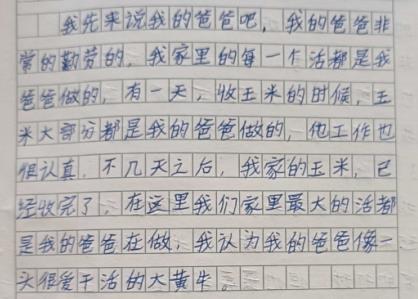 我先来说我的爸爸吧，我的爸爸非
常的勤劳的，我家里的每一个活都是我
爸爸做的，有一天，收玉米的时候，玉
米大部分都是我的爸爸做的，他工作也
很认真，不几天之后，我家的玉米，已
经收完了，在这里我们家里最大的活都
是我的爸爸在做，我认为我的爸爸像一
头很爱干活的大黄牛。